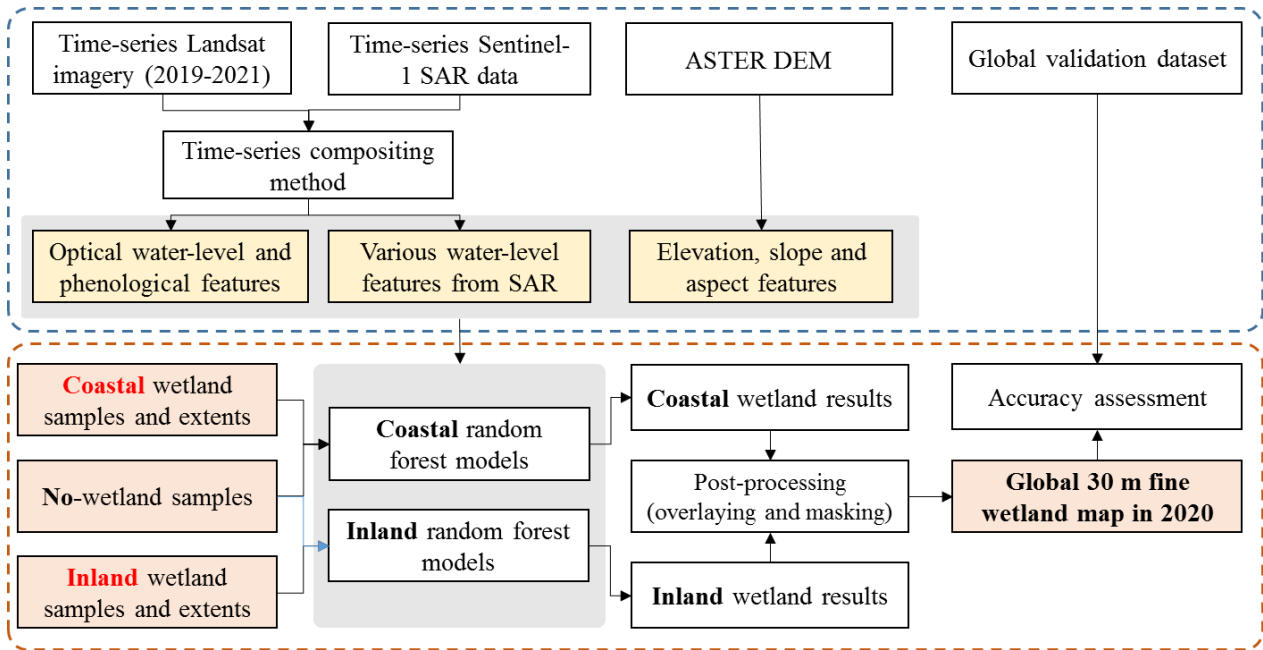 Time-series Landsat
imagery (2019-2021)
Time-series Sentinel-
1 SAR data
ASTER DEM
Global validation dataset
Time-series compositing
method
Optical water-level and
phenological features
Various water-level
features from SAR
Elevation, slope and
aspect features
Coastal wetland
samples and extents
No-wetland samples
Inland wetland
samples and extents
Coastal random
forest models
Inland random forest
models
Coastal wetland results
Post-processing
(overlaying and masking)
Inland wetland results
Accuracy assessment
Global 30 m fine
wetland map in 2020